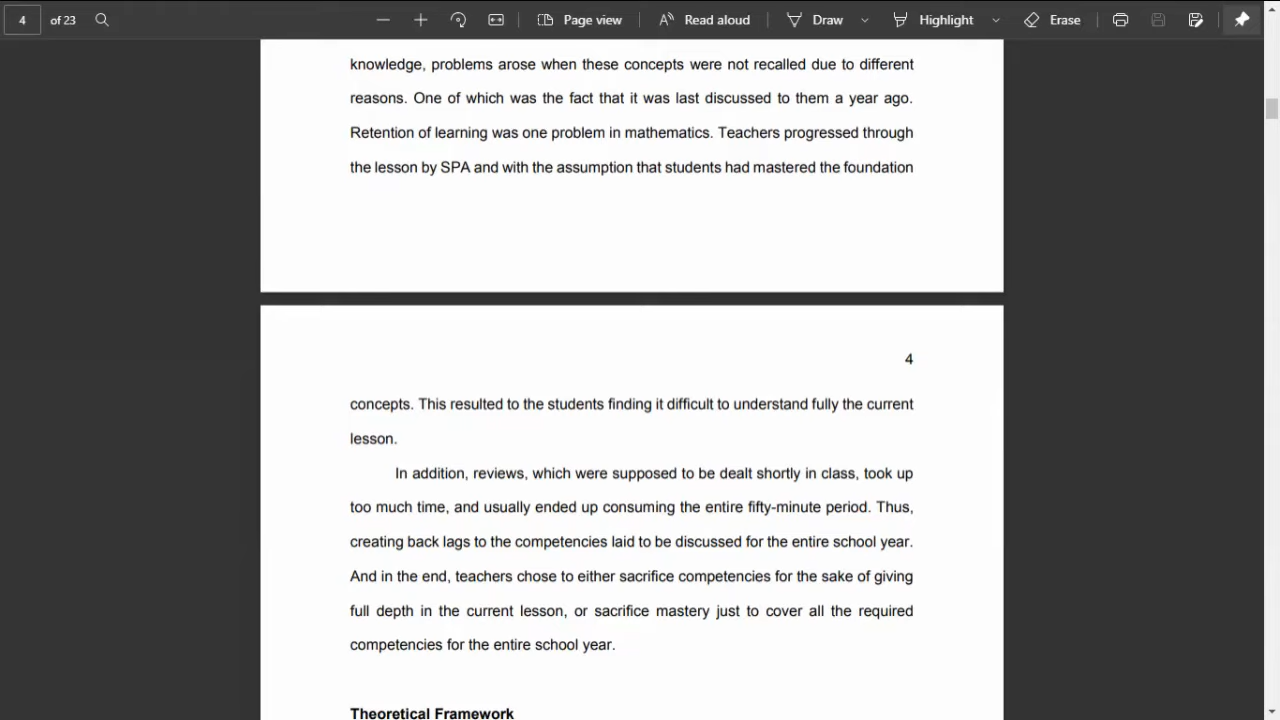 4 of 23 Page view Read aloud Draw Highlight Erase
knowledge, problems arose when these concepts were not recalled due to different
reasons. One of which was the fact that it was last discussed to them a year ago.
Retention of learning was one problem in mathematics. Teachers progressed through
the lesson by SPA and with the assumption that students had mastered the foundation
4
concepts. This resulted to the students finding it difficult to understand fully the current
lesson.
In addition, reviews, which were supposed to be dealt shortly in class, took up
too much time, and usually ended up consuming the entire fifty-minute period. Thus,
creating back lags to the competencies laid to be discussed for the entire school year.
And in the end, teachers chose to either sacrifice competencies for the sake of giving
full depth in the current lesson, or sacrifice mastery just to cover all the required
competencies for the entire school year.
Theoretical Framework